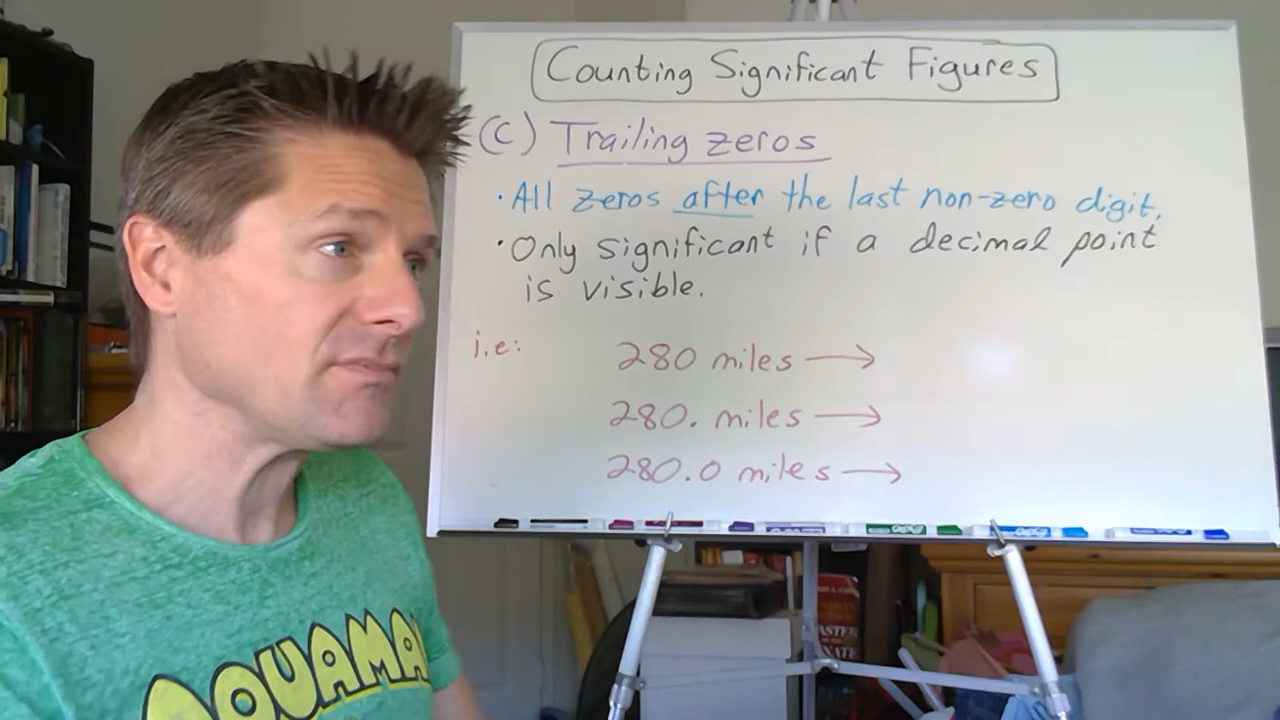 Counting Significant Figures
(C) Trailing zeros
• All zeros after the last non-zero digit.
• Only significant if a decimal point
is visible.
i.e:
280 miles →
280. miles →
280.0 miles →
AQUAMA